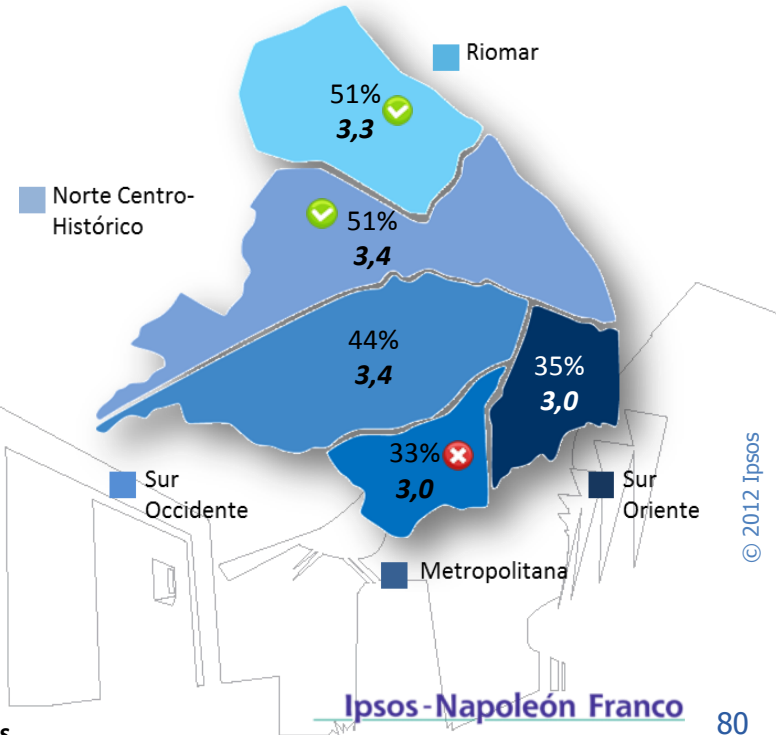 Riomar
51%
3,3
Norte Centro-
Histórico
51%
3,4
44%
3,4
35%
3,0
33%
3,0
Sur
Occidente
Sur
Oriente
Metropolitana
© 2012 Ipsos
Ipsos-Napoleón Franco
80